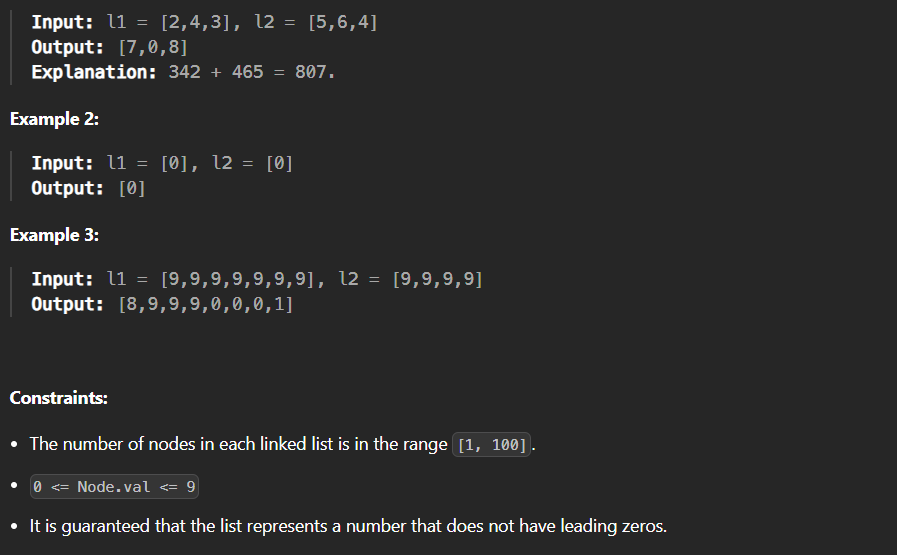 Input: l1 = [2,4,3], l2 = [5,6,4]
Output: [7,0,8]
Explanation: 342 + 465 = 807.
Example 2:
Input: l1 = [0], l2 = [0]
Output: [0]
Example 3:
Input: l1 = [9,9,9,9,9,9,9], l2 = [9,9,9,9]
Output: [8,9,9,9,0,0,0,1]
Constraints:
• The number of nodes in each linked list is in the range [1, 100].
• 0 <= Node.val <= 9
• It is guaranteed that the list represents a number that does not have leading zeros.